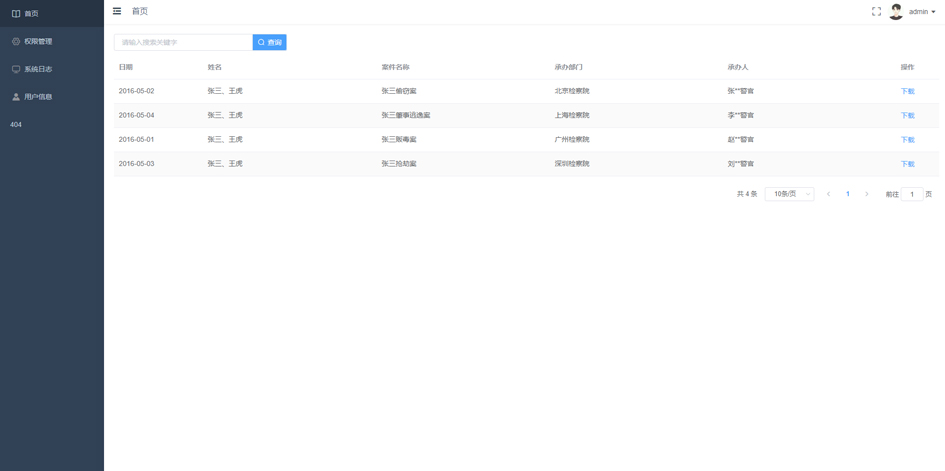 首页
权限管理
系统日志
用户信息
404
首页
admin
请输入搜索关键字 查询
日期 姓名 案件名称 承办部门 承办人 操作
2016-05-02 张三、王虎 张三偷窃案 北京检察院 张**警官 下载
2016-05-04 张三、王虎 张三肇事逃逸案 上海检察院 李**警官 下载
2016-05-01 张三、王虎 张三贩毒案 广州检察院 赵**警官 下载
2016-05-03 张三、王虎 张三抢劫案 深圳检察院 刘**警官 下载
共 4 条 10条/页 1 前往 1 页